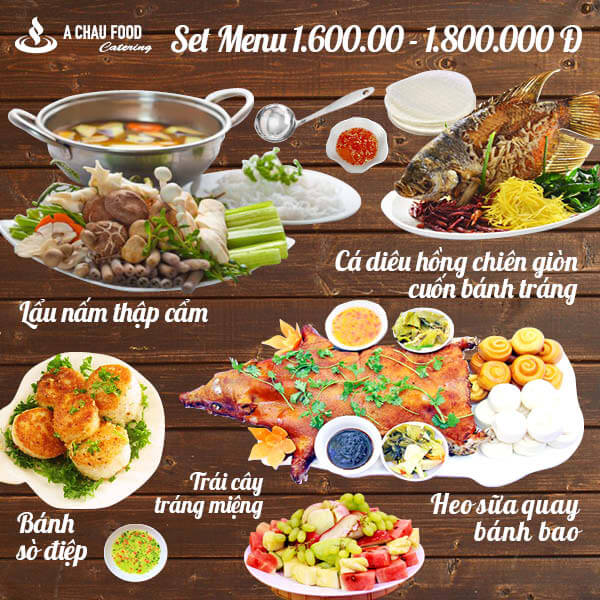 A CHAU FOOD
Catering
Set Menu 1.600.00 - 1.800.000 Đ
Cá diêu hồng chiên giòn
cuốn bánh tráng
Lẩu nấm thập cẩm
Trái cây
tráng miệng
Bánh
sò điệp
Heo sữa quay
bánh bao